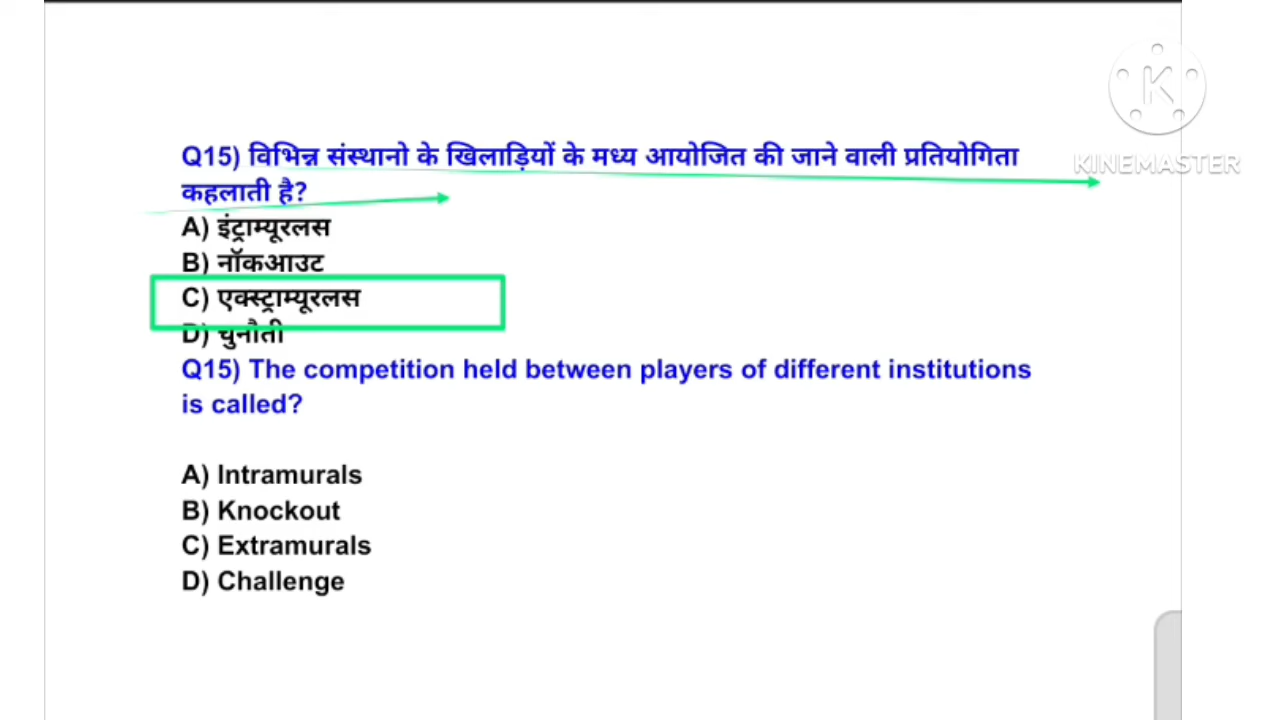 Q15) विभिन्न संस्थानो के खिलाड़ियों के मध्य आयोजित की जाने वाली प्रतियोगिता
कहलाती है?
A) इंट्राम्यूरलस
B) नॉकआउट
C) एक्स्ट्राम्यूरलस
D) चुनौती
Q15) The competition held between players of different institutions
is called?
A) Intramurals
B) Knockout
C) Extramurals
D) Challenge
K
KINEMASTER